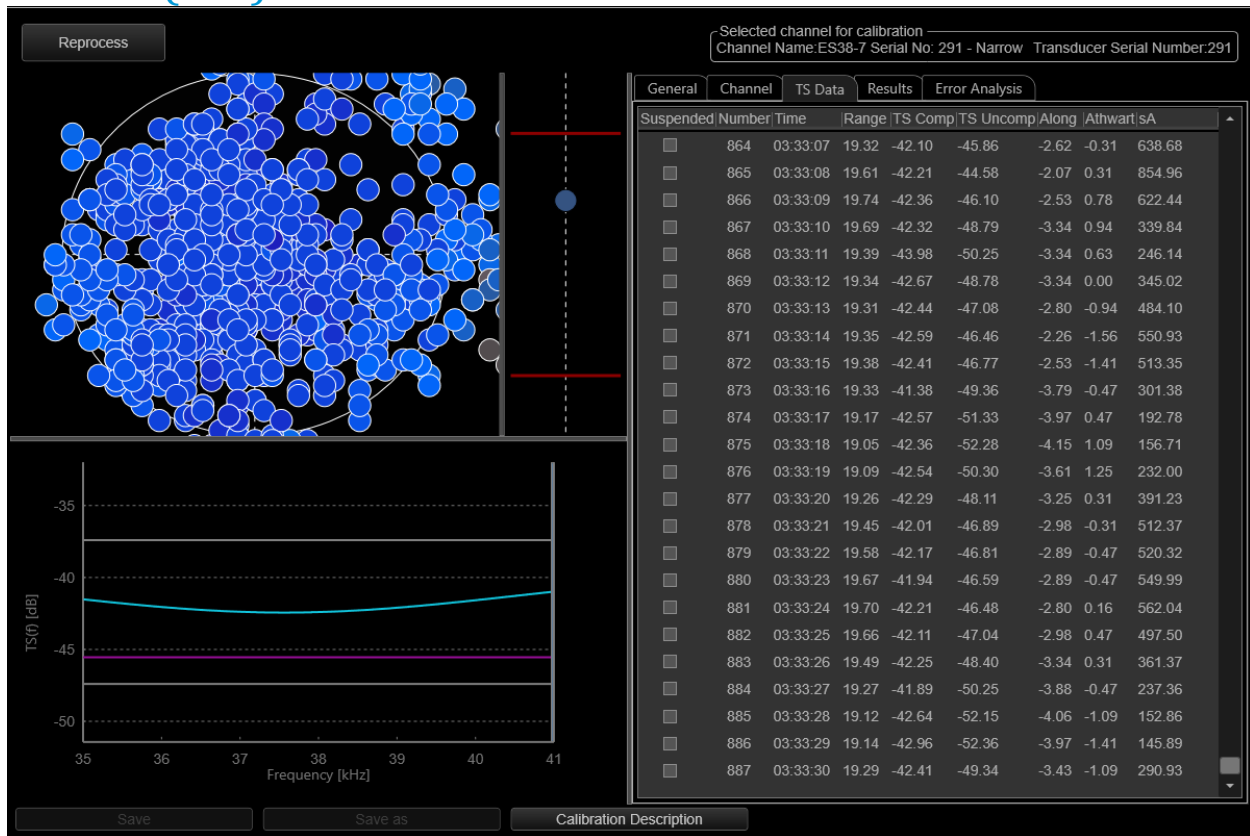 Reprocess
Selected channel for calibration
Channel Name:ES38-7 Serial No: 291 - Narrow Transducer Serial Number:291
General Channel TS Data Results Error Analysis
Suspended Number Time Range TS Comp TS Uncomp Along Athwart sA
864 03:33:07 19.32 -42.10 -45.86 -2.62 -0.31 638.68
865 03:33:08 19.61 -42.21 -44.58 -2.07 0.31 854.96
866 03:33:09 19.74 -42.36 -46.10 -2.53 0.78 622.44
867 03:33:10 19.69 -42.32 -48.79 -3.34 0.94 339.84
868 03:33:11 19.39 -43.98 -50.25 -3.34 0.63 246.14
869 03:33:12 19.34 -42.67 -48.78 -3.34 0.00 345.02
870 03:33:13 19.31 -42.44 -47.08 -2.80 -0.94 484.10
871 03:33:14 19.35 -42.59 -46.46 -2.26 -1.56 550.93
872 03:33:15 19.38 -42.41 -46.77 -2.53 -1.41 513.35
873 03:33:16 19.33 -41.38 -49.36 -3.79 -0.47 301.38
874 03:33:17 19.17 -42.57 -51.33 -3.97 0.47 192.78
875 03:33:18 19.05 -42.36 -52.28 -4.15 1.09 156.71
876 03:33:19 19.09 -42.54 -50.30 -3.61 1.25 232.00
877 03:33:20 19.26 -42.29 -48.11 -3.25 0.31 391.23
878 03:33:21 19.45 -42.01 -46.89 -2.98 -0.31 512.37
879 03:33:22 19.58 -42.17 -46.81 -2.89 -0.47 520.32
880 03:33:23 19.67 -41.94 -46.59 -2.89 -0.47 549.99
881 03:33:24 19.70 -42.21 -46.48 -2.80 0.16 562.04
882 03:33:25 19.66 -42.11 -47.04 -2.98 0.47 497.50
883 03:33:26 19.49 -42.25 -48.40 -3.34 0.31 361.37
884 03:33:27 19.27 -41.89 -50.25 -3.88 -0.47 237.36
885 03:33:28 19.12 -42.64 -52.15 -4.06 -1.09 152.86
886 03:33:29 19.14 -42.96 -52.36 -3.97 -1.41 145.89
887 03:33:30 19.29 -42.41 -49.34 -3.43 -1.09 290.93
TS(f) [dB]
-35
-40
-45
-50
35 36 37 38 39 40 41
Frequency [kHz]
Save Save as Calibration Description